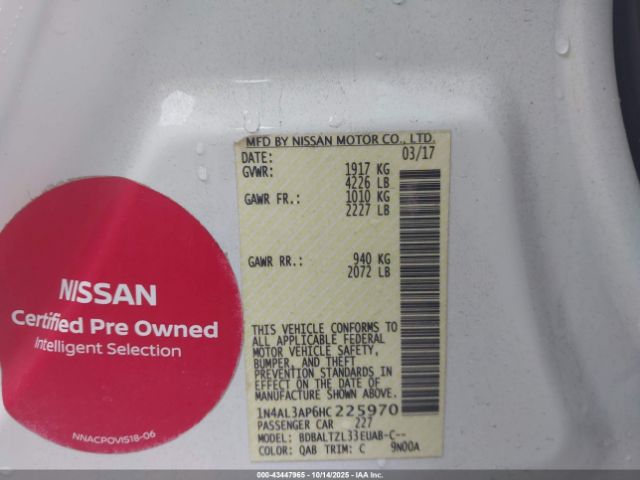 NISSAN
Certified Pre Owned
Intelligent Selection
NNACPOVIS18-06
MFD BY NISSAN MOTOR CO., LTD.
DATE: 03/17
GVWR: 1917 KG
4226 LB
GAWR FR.: 1010 KG
2227 LB
GAWR RR.: 940 KG
2072 LB
THIS VEHICLE CONFORMS TO
ALL APPLICABLE FEDERAL
MOTOR VEHICLE SAFETY,
BUMPER, AND THEFT
PREVENTION STANDARDS IN
EFFECT ON THE DATE OF
MANUFACTURE SHOWN ABOVE.
1N4AL3AP6HC225970
PASSENGER CAR 227
MODEL: BDBALTZL33EUAB-C--
COLOR: QAB TRIM: C 9N00A
000-43447965 - 10/14/2025 - IAAI.COM